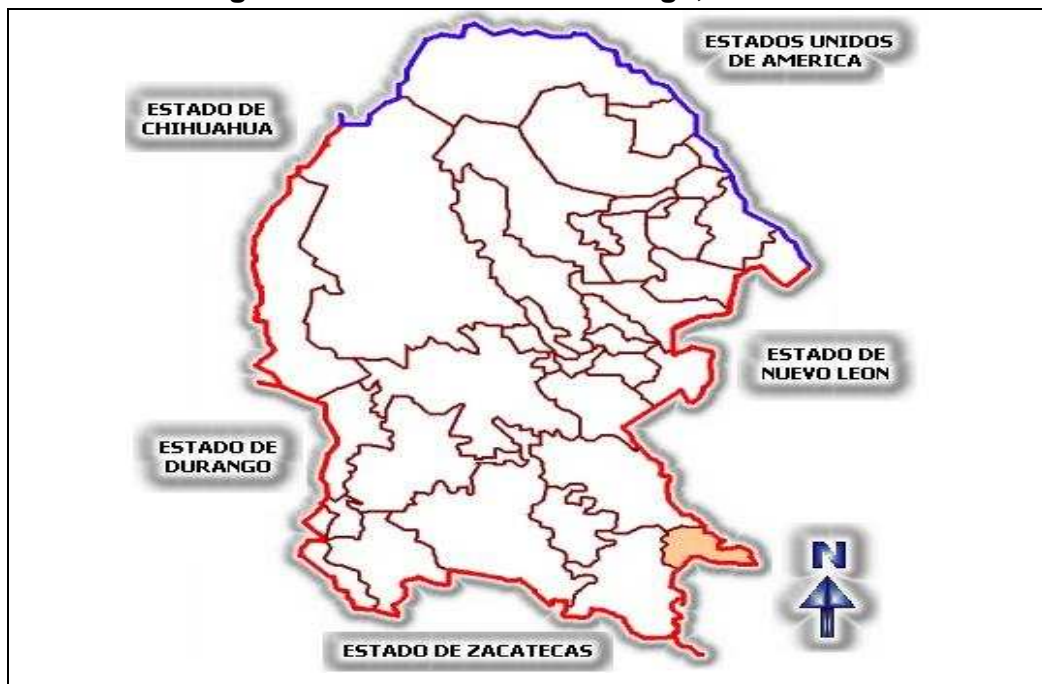 ESTADOS UNIDOS
DE AMERICA
ESTADO DE
CHIHUAHUA
ESTADO DE
NUEVO LEON
ESTADO DE
DURANGO
N
ESTADO DE ZACATECAS